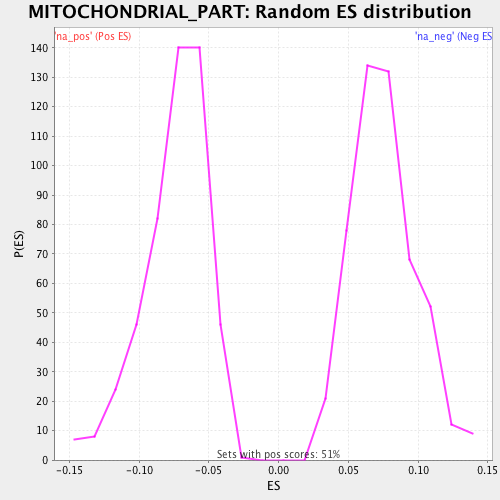 MITOCHONDRIAL_PART: Random ES distribution
'na_pos' (Pos ES)
'na_neg' (Neg ES
140
130
120
110
100
90
80
70
60
50
40
30
20
10
0
P(ES)
Sets with pos scores: 51%
-0.15 -0.10 -0.05 0.00 0.05 0.10 0.15
ES